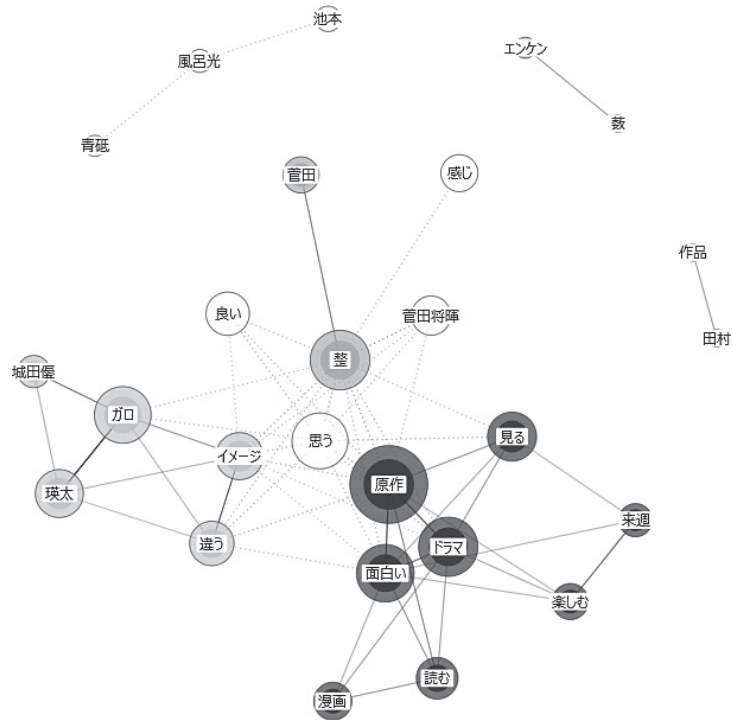 池本
風呂光
エンケン
青砥
薮
菅田
感じ
作品
良い
菅田将暉
田村
整
城田優
ガロ
思う
見る
イメージ
原作
瑛太
来週
違う
ドラマ
面白い
楽しむ
読む
漫画